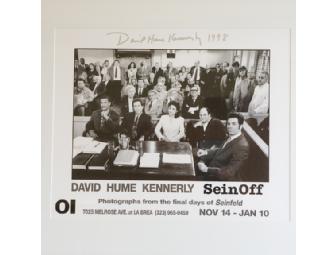 David Hume Kennerly 1998
DAVID HUME KENNERLY SeinOff
Photographs from the final days of Seinfeld
OI 7025 MELROSE AVE. at LA BREA (323) 965-9459 NOV 14 - JAN 10